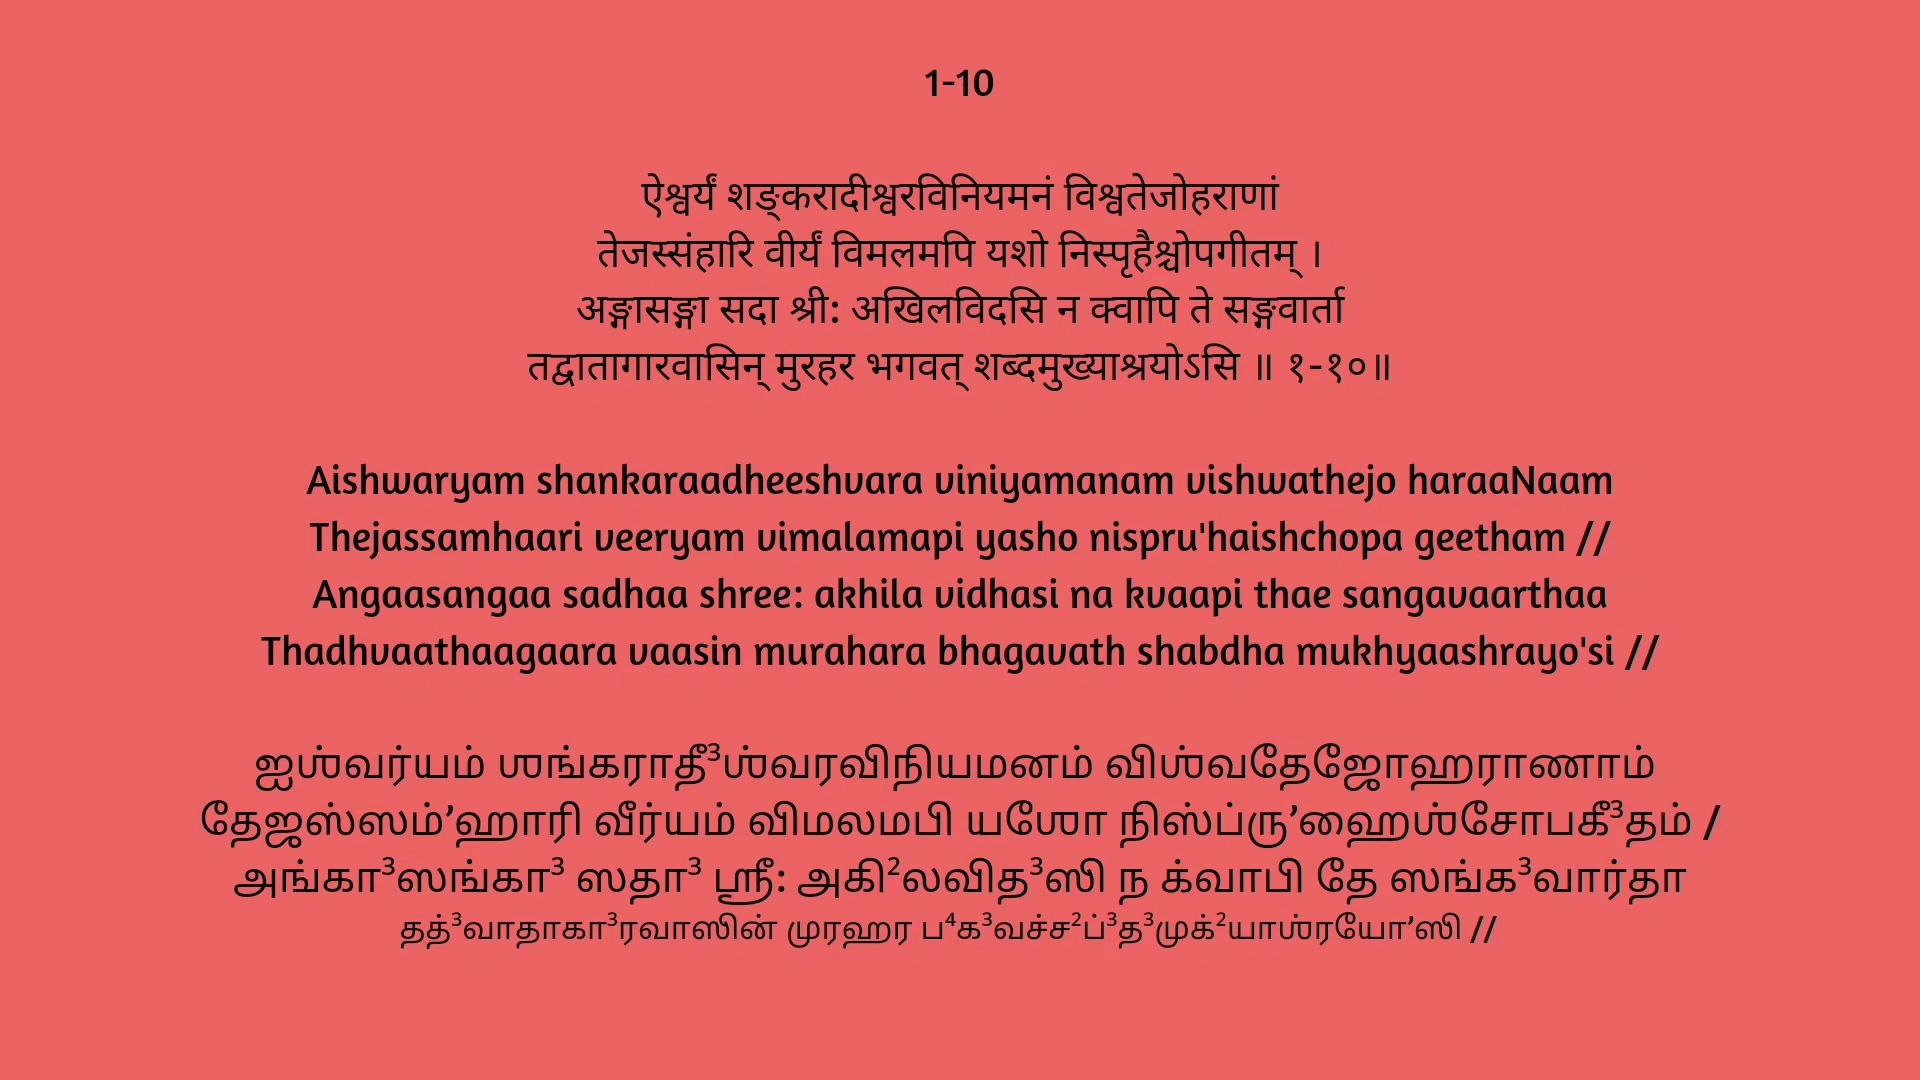 1-10
ऐश्वर्यं शङ्करादीश्वरविनियमनं विश्वतेजोहराणां
तेजस्संहारि वीर्यं विमलमपि यशो निस्पृहैश्चोपगीतम् ।
अङ्गासङ्गा सदा श्री: अखिलविदसि न क्वापि ते सङ्गवार्ता
तद्वातागारवासिन् मुरहर भगवत् शब्दमुख्याश्रयोऽसि ॥ १-१०॥
Aishwaryam shankaraadheeshvara viniyamanam vishwathejo haraaNaam
Thejassamhaari veeryam vimalamapi yasho nispru'haishchopa geetham //
Angaasangaa sadhaa shree: akhila vidhasi na kvaapi thae sangavaarthaa
Thadhvaathaagaara vaasin murahara bhagavath shabdha mukhyaashrayo'si //
ஐஶ்வர்யம் ஶங்கராதீ³ஶ்வரவிநியமனம் விஶ்வதேஜோஹராணாம்
தேஜஸ்ஸம்’ஹாரி வீர்யம் விமலமபி யஶோ நிஸ்ப்ரு’ஹைஶ்சோபகீ³தம் /
அங்கா³ஸங்கா³ ஸதா³ ஶ்ரீ: அகி²லவித³ஸி ந க்வாபி தே ஸங்க³வார்தா
தத்³வாதாகா³ரவாஸின் முரஹர ப⁴க³வச்ச²ப்³த³முக்²யாஶ்ரயோ’ஸி //